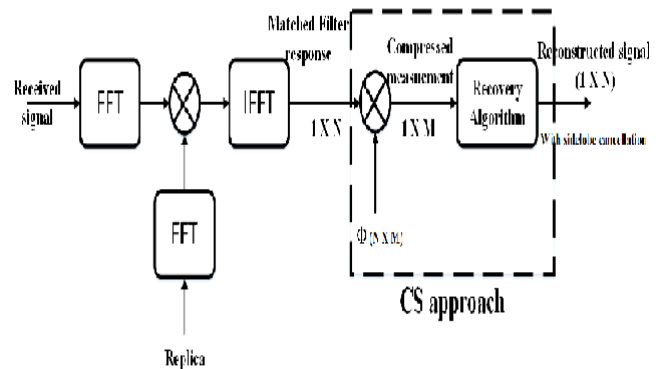 Matched Filter
response
Compressed
measuement
Reconstructed signal
(1 X N)
Received
signal
FFT
IFFT
Recovery
Algorithm
1 X N
1 X M
With sidelobe cancellation
FFT
Φ (N X M)
CS approach
Replica